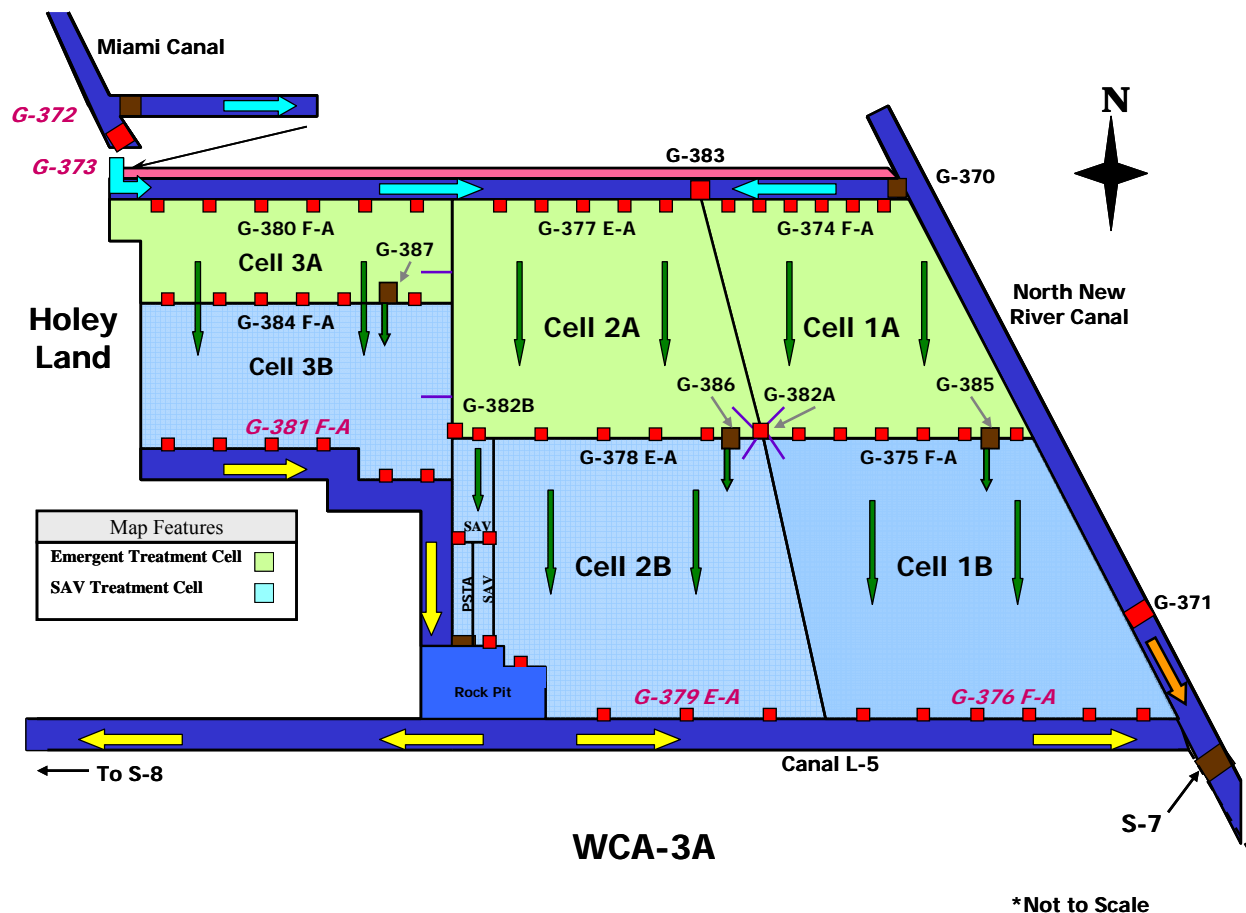 Miami Canal
G-372
N
G-373
G-383
G-370
G-380 F-A
G-377 E-A
G-374 F-A
G-387
Cell 3A
North New
River Canal
Holey
Land
G-384 F-A
Cell 2A
Cell 1A
Cell 3B
G-386
G-382A
G-385
G-382B
G-381 F-A
G-378 E-A
G-375 F-A
Map Features
Emergent Treatment Cell
SAV Treatment Cell
SAV
PSTA
SAV
Cell 2B
Cell 1B
G-371
Rock Pit
G-379 E-A
G-376 F-A
To S-8
Canal L-5
S-7
WCA-3A
*Not to Scale